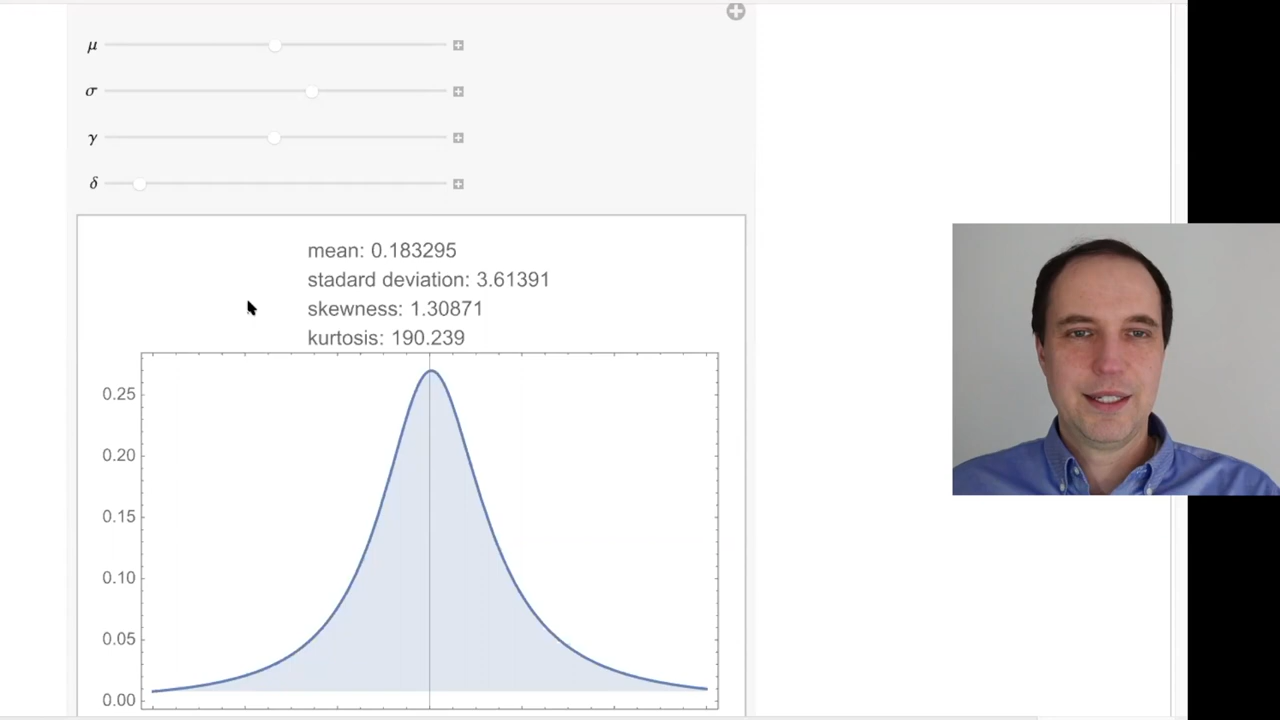 μ
σ
γ
δ
mean: 0.183295
stadard deviation: 3.61391
skewness: 1.30871
kurtosis: 190.239
0.25
0.20
0.15
0.10
0.05
0.00